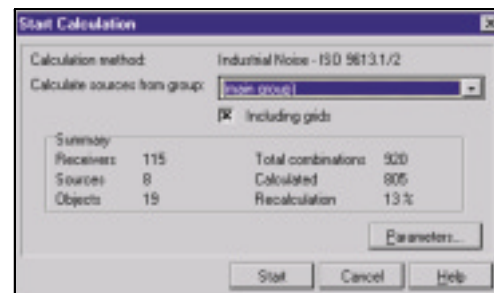 Start Calculation
Calculation method: Industrial Noise - ISO 9613.1/2
Calculate sources from group: (main group)
Including grids
Summary
Receivers 115 Total combinations 920
Sources 8 Calculated 805
Objects 19 Recalculation 13 %
Parameters...
Start Cancel Help